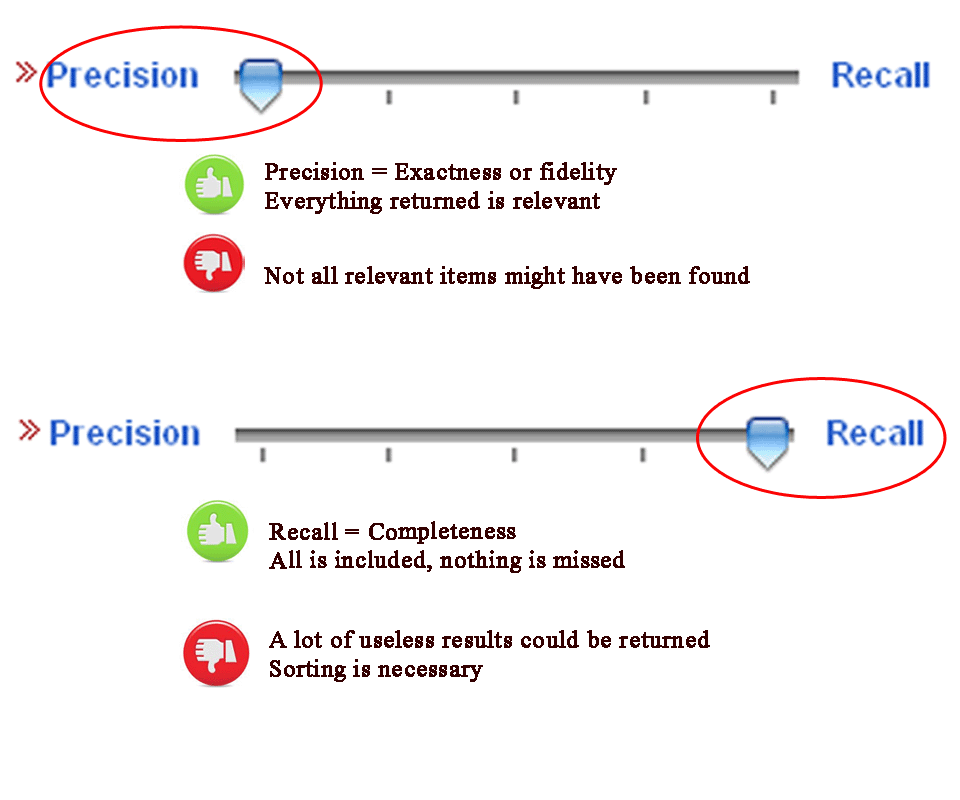 » Precision Recall
Precision = Exactness or fidelity
Everything returned is relevant
Not all relevant items might have been found
» Precision Recall
Recall = Completeness
All is included, nothing is missed
A lot of useless results could be returned
Sorting is necessary